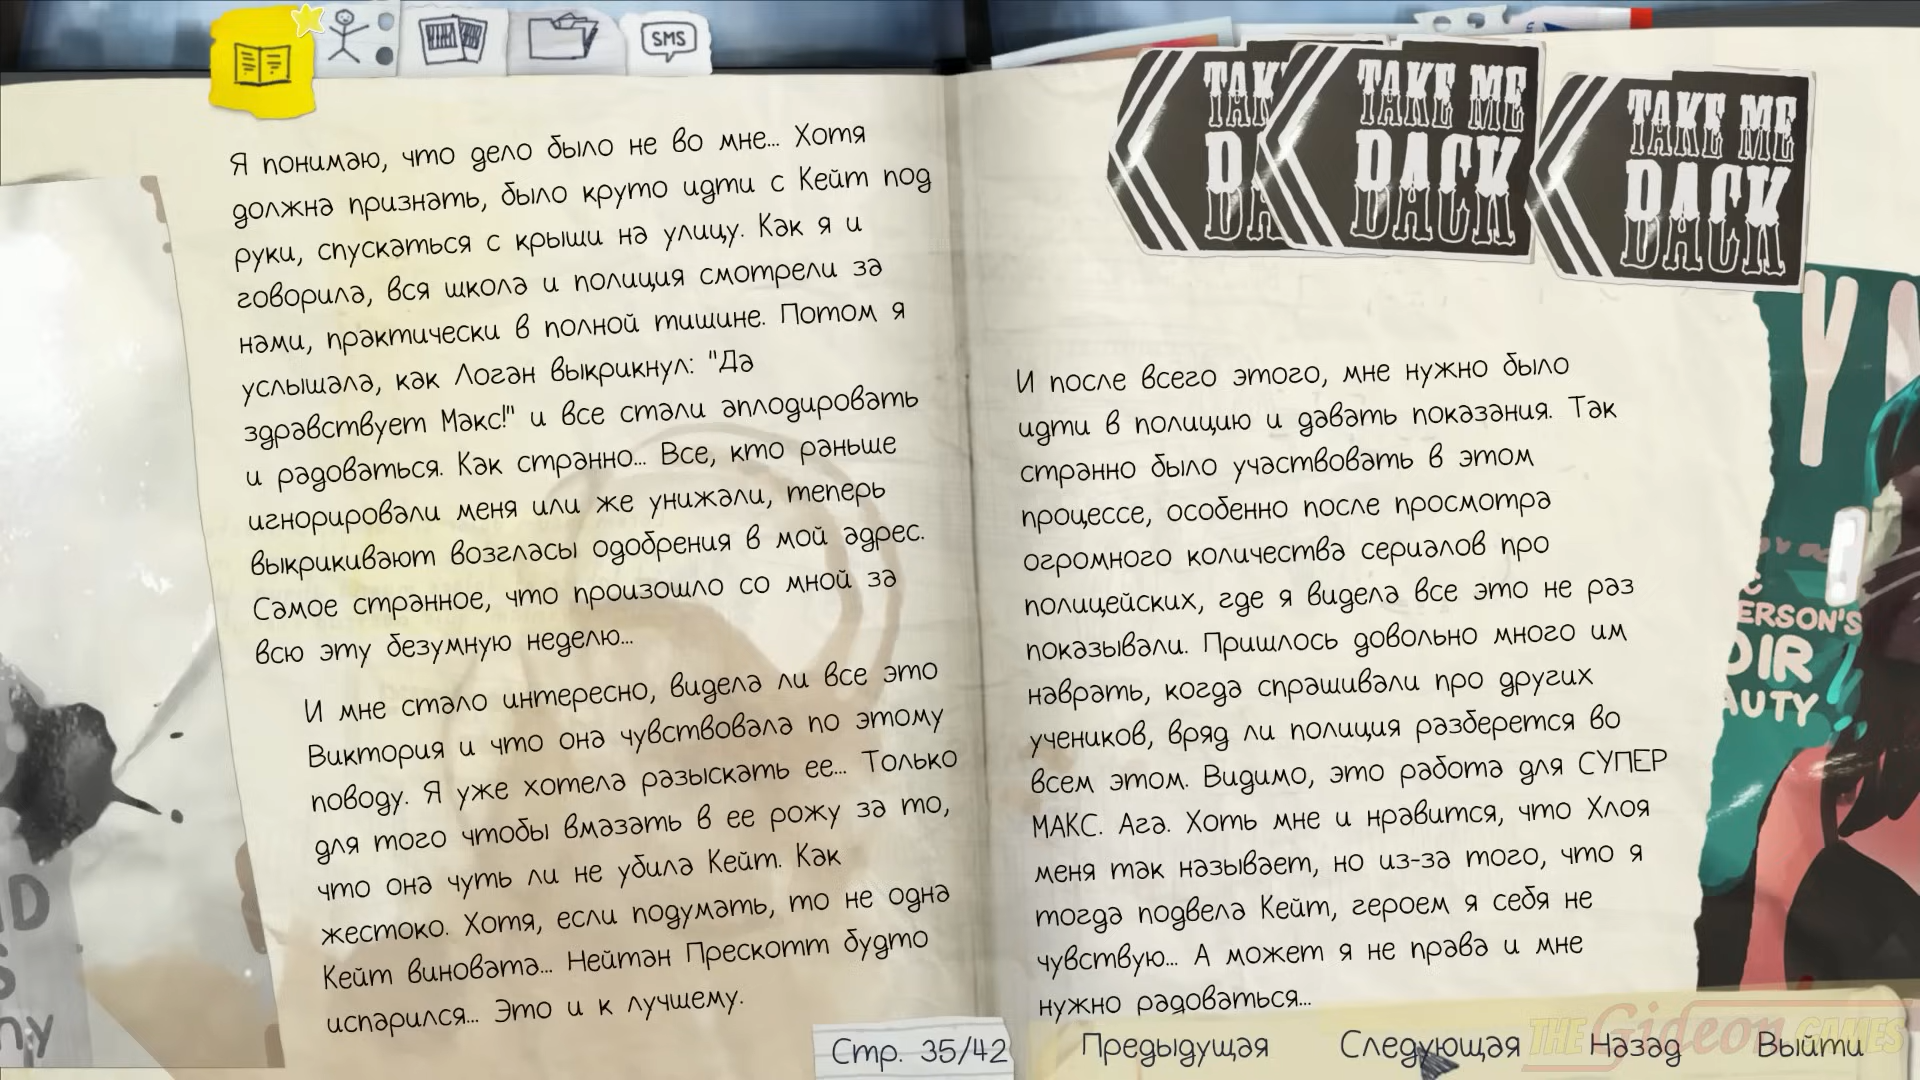 SMS
Я понимаю, что дело было не во мне... Хотя
должна признать, было круто идти с Кейт под
руки, спускаться с крыши на улицу. Как я и
говорила, вся школа и полиция смотрели за
нами, практически в полной тишине. Потом я
услышала, как Логан выкрикнул: "Да
здравствует Макс!" и все стали аплодировать
и радоваться. Как странно... Все, кто раньше
игнорировали меня или же унижали, теперь
выкрикивают возгласы одобрения в мой адрес.
Самое странное, что произошло со мной за
всю эту безумную неделю...
И мне стало интересно, видела ли все это
Виктория и что она чувствовала по этому
поводу. Я уже хотела разыскать ее... Только
для того чтобы вмазать в ее рожу за то,
что она чуть ли не убила Кейт. Как
жестоко. Хотя, если подумать, то не одна
Кейт виновата... Нейтан Прескотт будто
испарился... Это и к лучшему.
TAKE ME
BACK
TAKE ME
BACK
И после всего этого, мне нужно было
идти в полицию и давать показания. Так
странно было участвовать в этом
процессе, особенно после просмотра
огромного количества сериалов про
полицейских, где я видела все это не раз
показывали. Пришлось довольно много им
наврать, когда спрашивали про других
учеников, вряд ли полиция разберется во
всем этом. Видимо, это работа для СУПЕР
МАКС. Ага. Хоть мне и нравится, что Хлоя
меня так называет, но из-за того, что я
тогда подвела Кейт, героем я себя не
чувствую... А может я не права и мне
нужно радоваться...
ERSON'S
OIR
AUTY
Стр. 35/42
Предыдущая Следующая Назад Выйти
THE Gideon GAMES